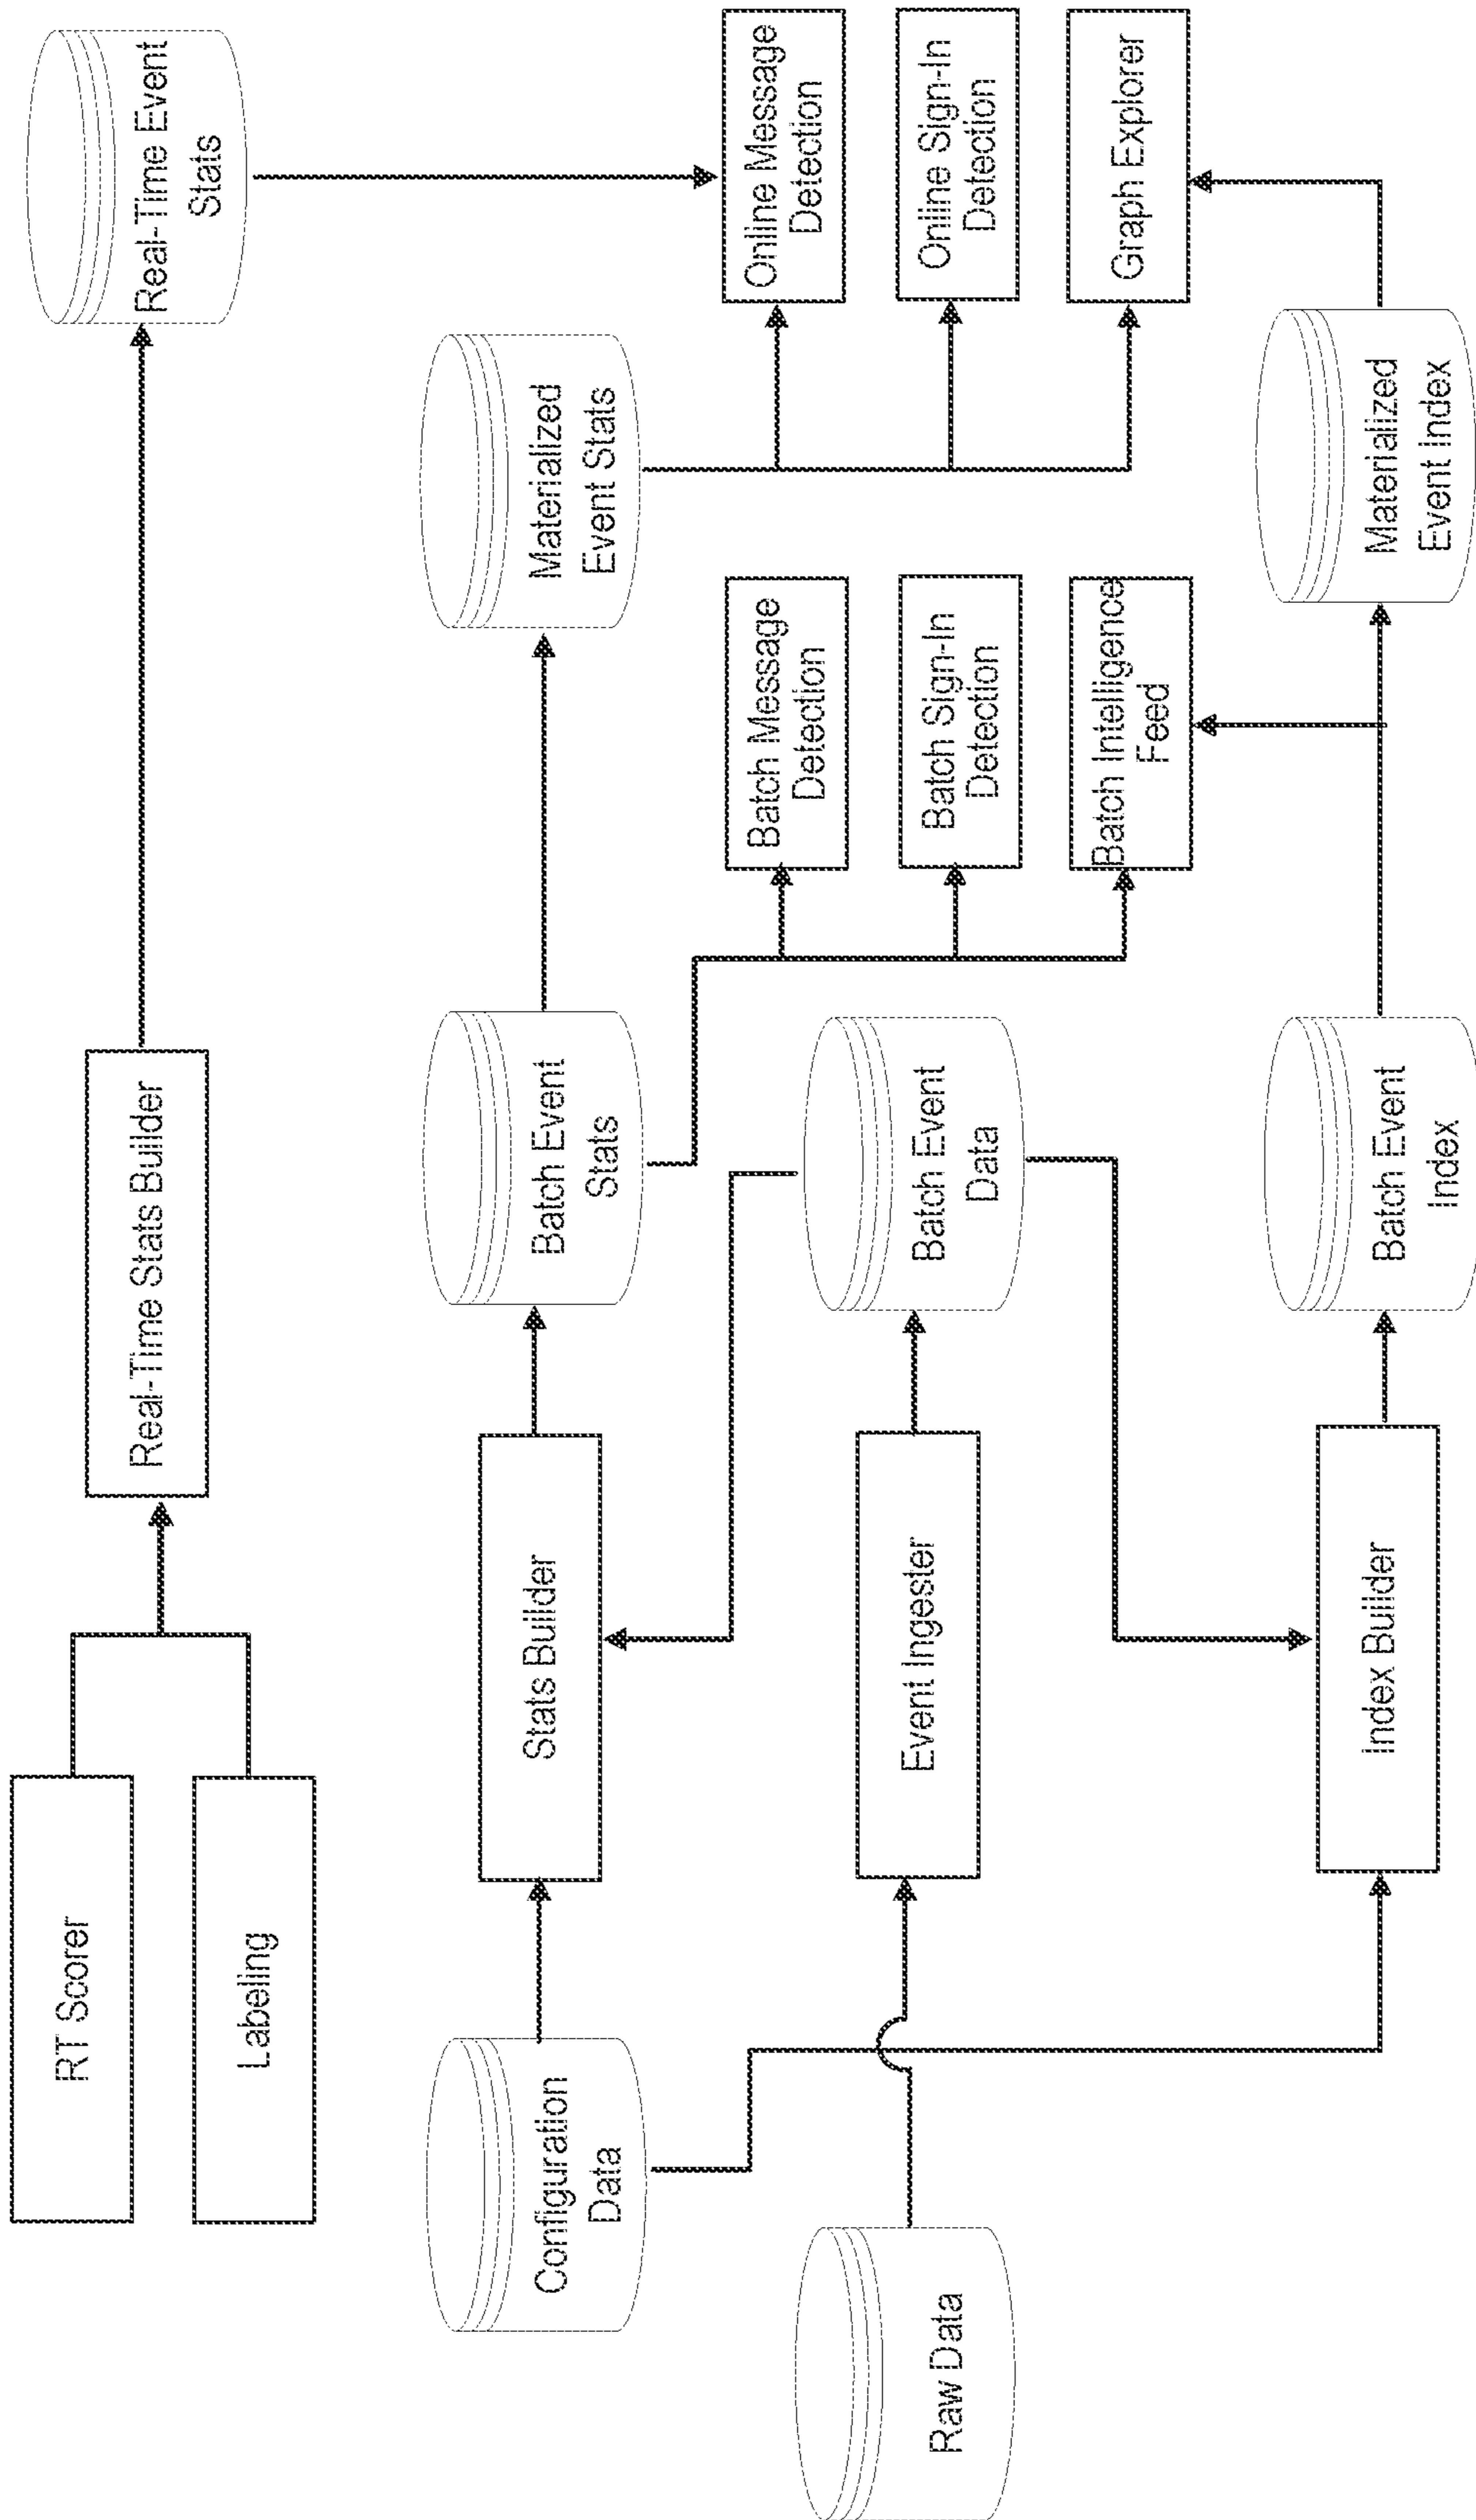 RT Scorer
Labeling
Real-Time Stats Builder
Real-Time Event
Stats
Configuration
Data
Stats Builder
Batch Event
Stats
Materialized
Event Stats
Raw Data
Event Ingester
Batch Event
Data
Batch Message
Detection
Batch Sign-In
Detection
Batch Intelligence
Feed
Online Message
Detection
Online Sign-In
Detection
Graph Explorer
Index Builder
Batch Event
Index
Materialized
Event Index